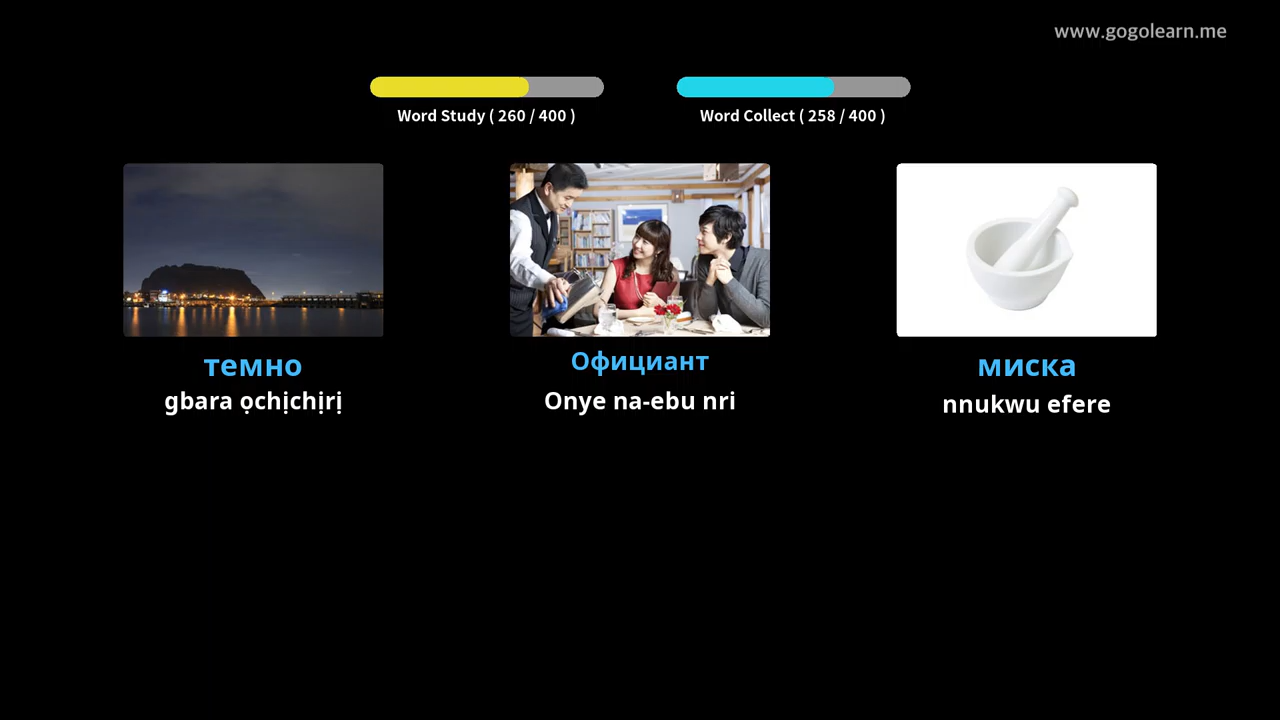 www.gogolearn.me
Word Study ( 260 / 400 )
Word Collect ( 258 / 400 )
темно
gbara ọchịchịrị
Официант
Onye na-ebu nri
миска
nnukwu efere